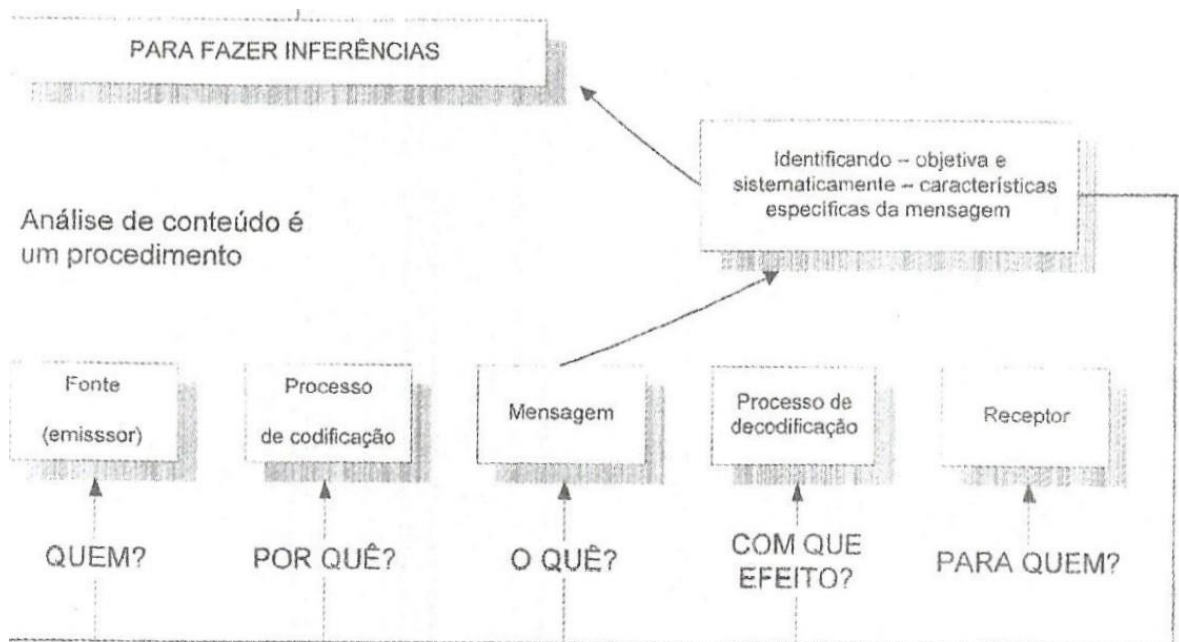 PARA FAZER INFERÊNCIAS
Identificando – objetiva e
sistematicamente – características
específicas da mensagem
Análise de conteúdo é
um procedimento
Fonte
(emisssor)
Processo
de codificação
Mensagem
Processo de
decodificação
Receptor
QUEM?
POR QUÊ?
O QUÊ?
COM QUE
EFEITO?
PARA QUEM?